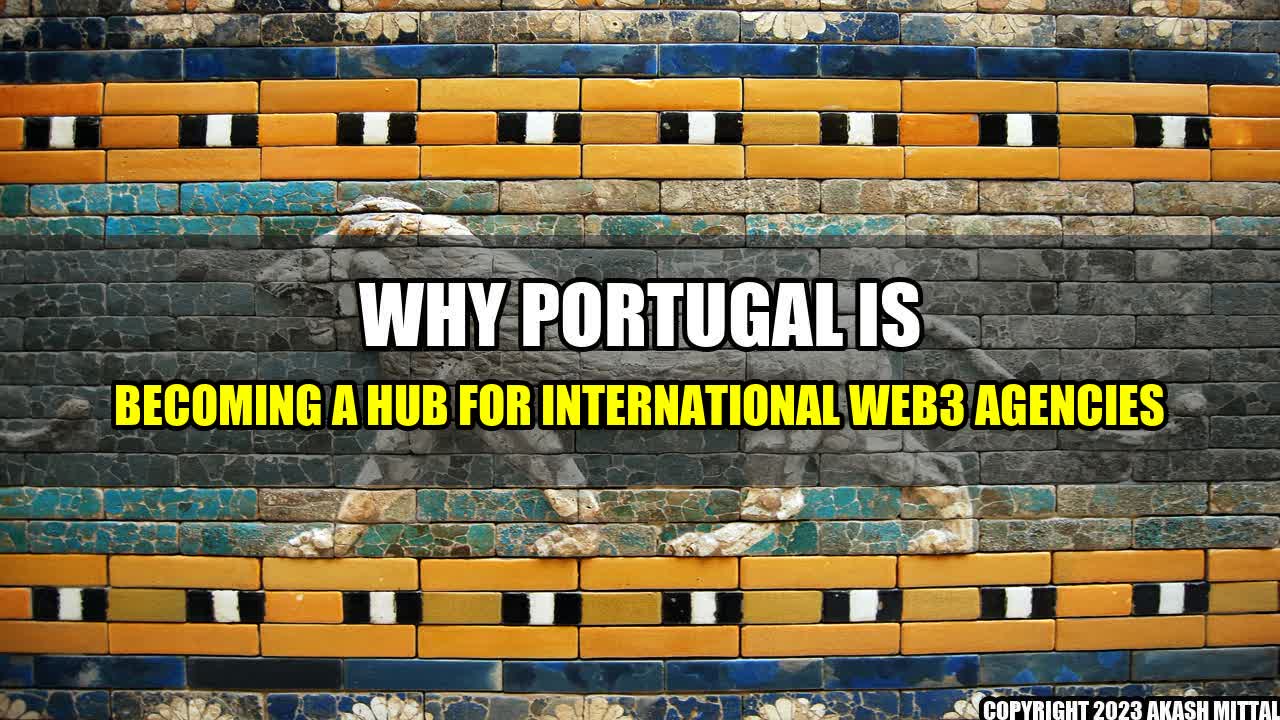 WHY PORTUGAL IS
BECOMING A HUB FOR INTERNATIONAL WEB3 AGENCIES
COPYRIGHT 2023 AKASH MITTAL